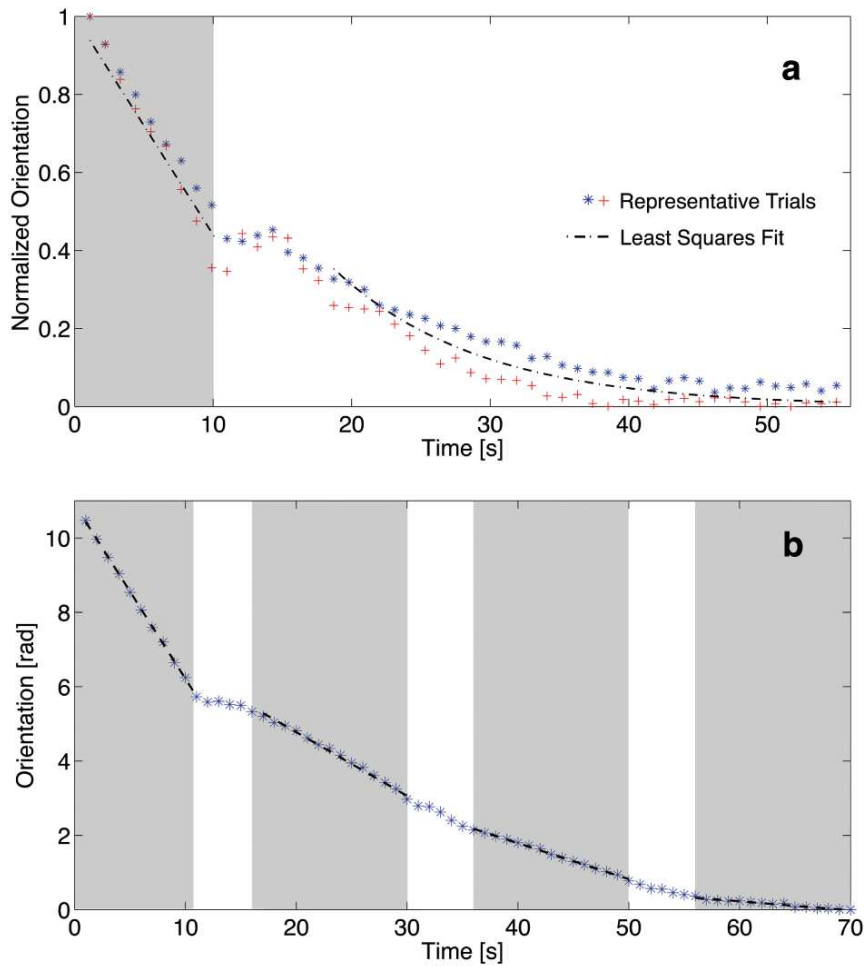 1
0.8
0.6
0.4
0.2
0
Normalized Orientation
a
* + Representative Trials
Least Squares Fit
0 10 20 30 40 50
Time [s]
10
8
6
4
2
0
Orientation [rad]
b
0 10 20 30 40 50 60 70
Time [s]